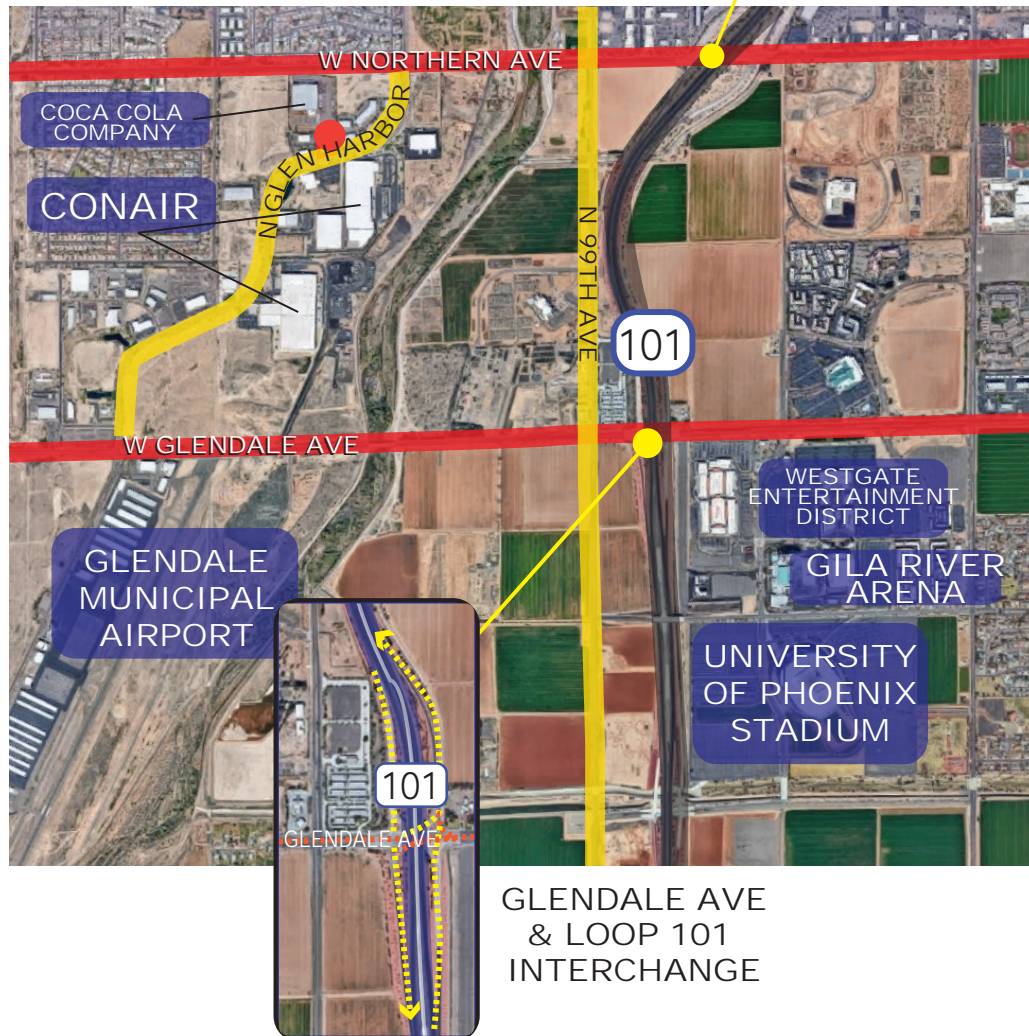 W NORTHERN AVE
COCA COLA
COMPANY
N GLEN HARBOR
CONAIR
N 99TH AVE
101
W GLENDALE AVE
WESTGATE
ENTERTAINMENT
DISTRICT
GLENDALE
MUNICIPAL
AIRPORT
GILA RIVER
ARENA
UNIVERSITY
OF PHOENIX
STADIUM
101
GLENDALE AVE
GLENDALE AVE
& LOOP 101
INTERCHANGE